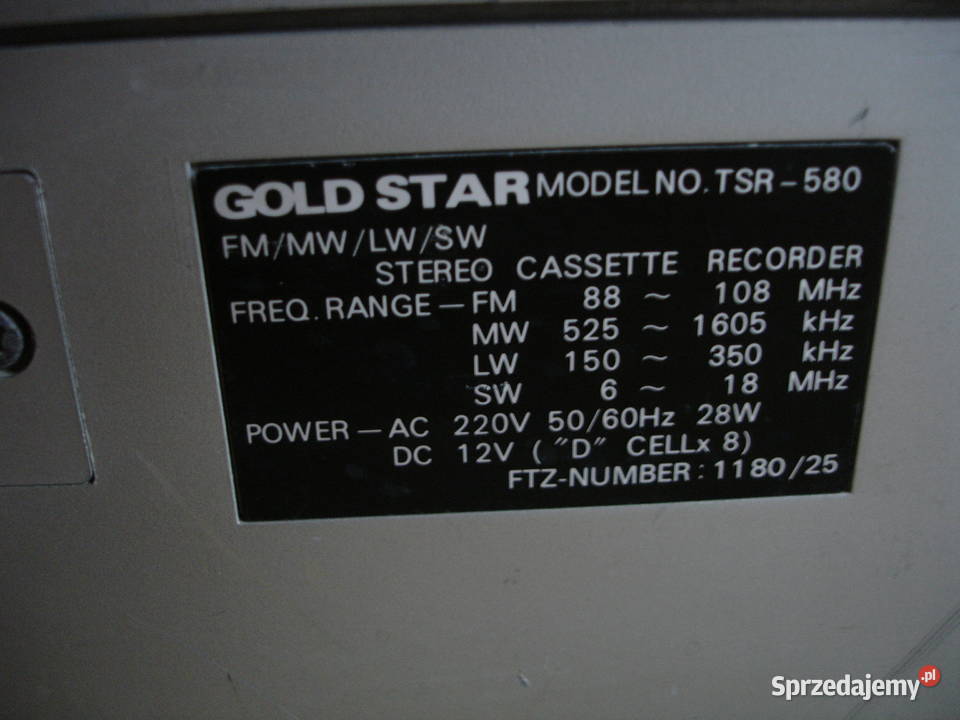 GOLD STAR MODEL NO. TSR-580
FM/MW/LW/SW
STEREO CASSETTE RECORDER
FREQ. RANGE — FM 88 ~ 108 MHz
MW 525 ~ 1605 kHz
LW 150 ~ 350 kHz
SW 6 ~ 18 MHz
POWER — AC 220V 50/60Hz 28W
DC 12V ( "D" CELLx 8)
FTZ-NUMBER : 1180/25
Sprzedajemy.pl